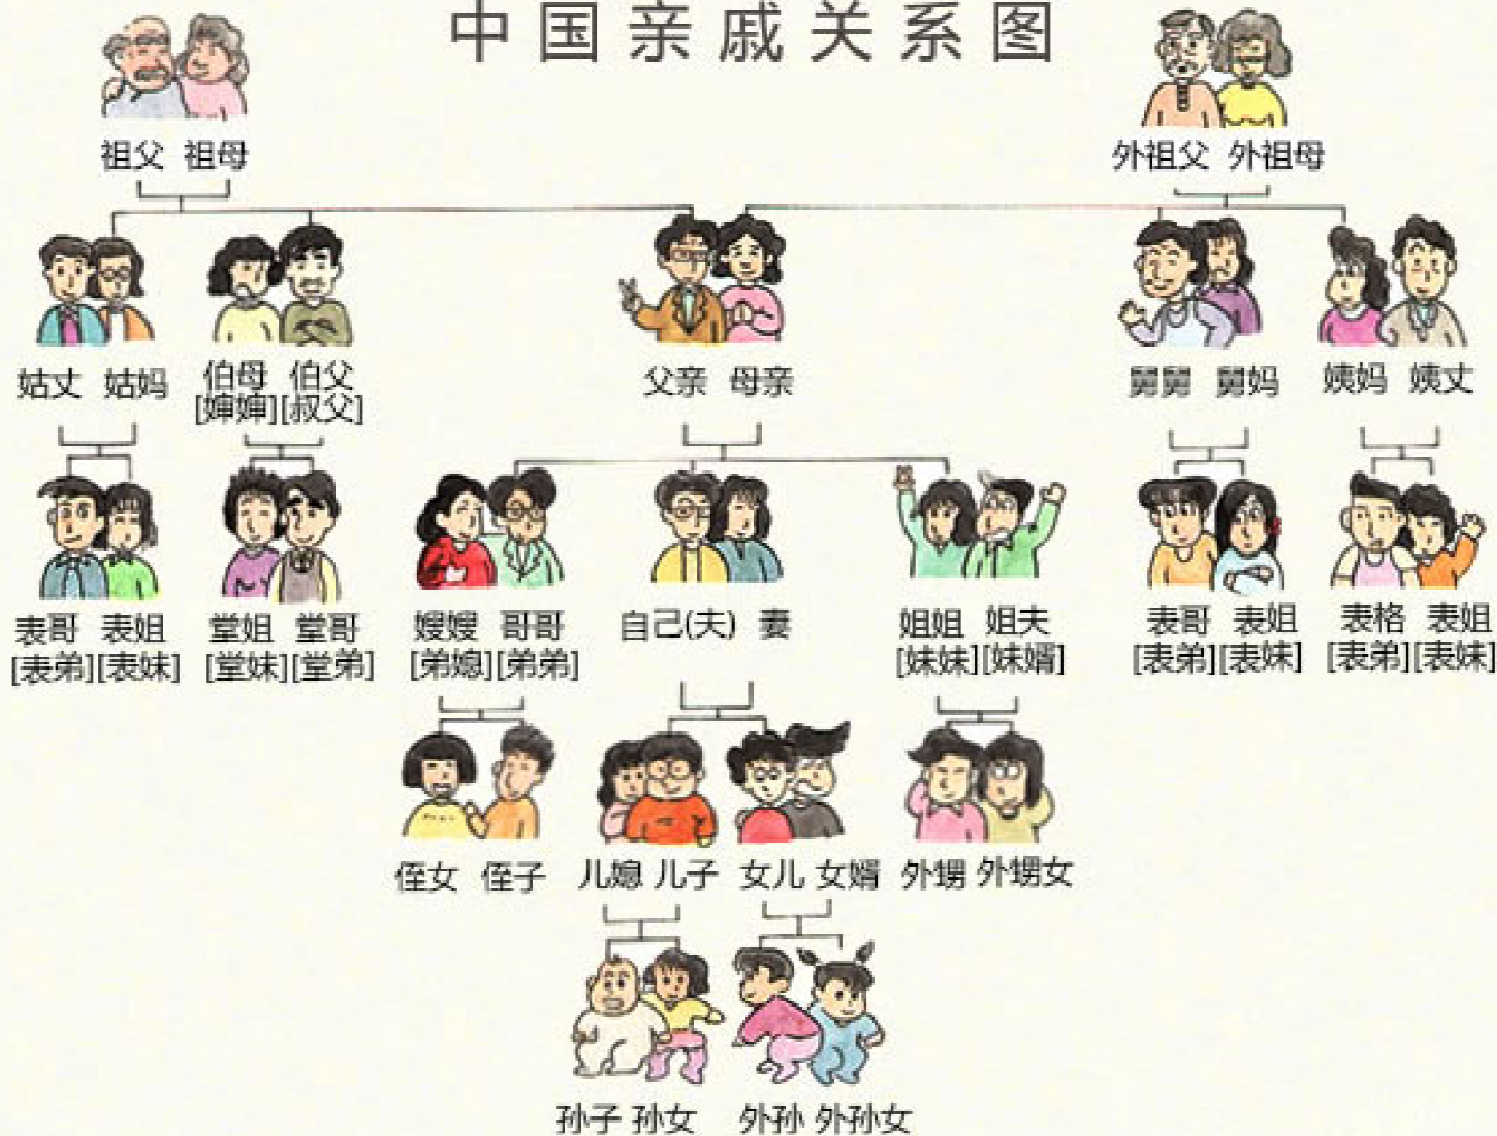 中国亲戚关系图
祖父 祖母
外祖父 外祖母
姑丈 姑妈
伯母 伯父
[婶婶][叔父]
父亲 母亲
舅舅 舅妈
姨妈 姨丈
表哥 表姐
[表弟][表妹]
堂姐 堂哥
[堂妹][堂弟]
嫂嫂 哥哥
[弟媳][弟弟]
自己(夫) 妻
姐姐 姐夫
[妹妹][妹婿]
表哥 表姐
[表弟][表妹]
表格 表姐
[表弟][表妹]
侄女 侄子
儿媳 儿子
女儿 女婿
外甥 外甥女
孙子 孙女
外孙 外孙女